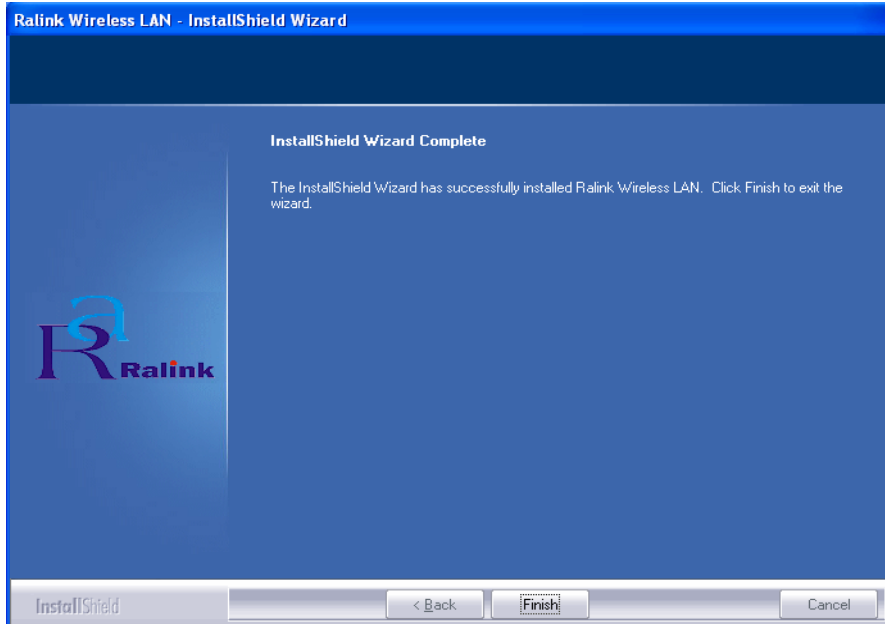 Ralink Wireless LAN - InstallShield Wizard
InstallShield Wizard Complete
The InstallShield Wizard has successfully installed Ralink Wireless LAN. Click Finish to exit the
wizard.
Ra
Ralink
InstallShield
< Back
Finish
Cancel